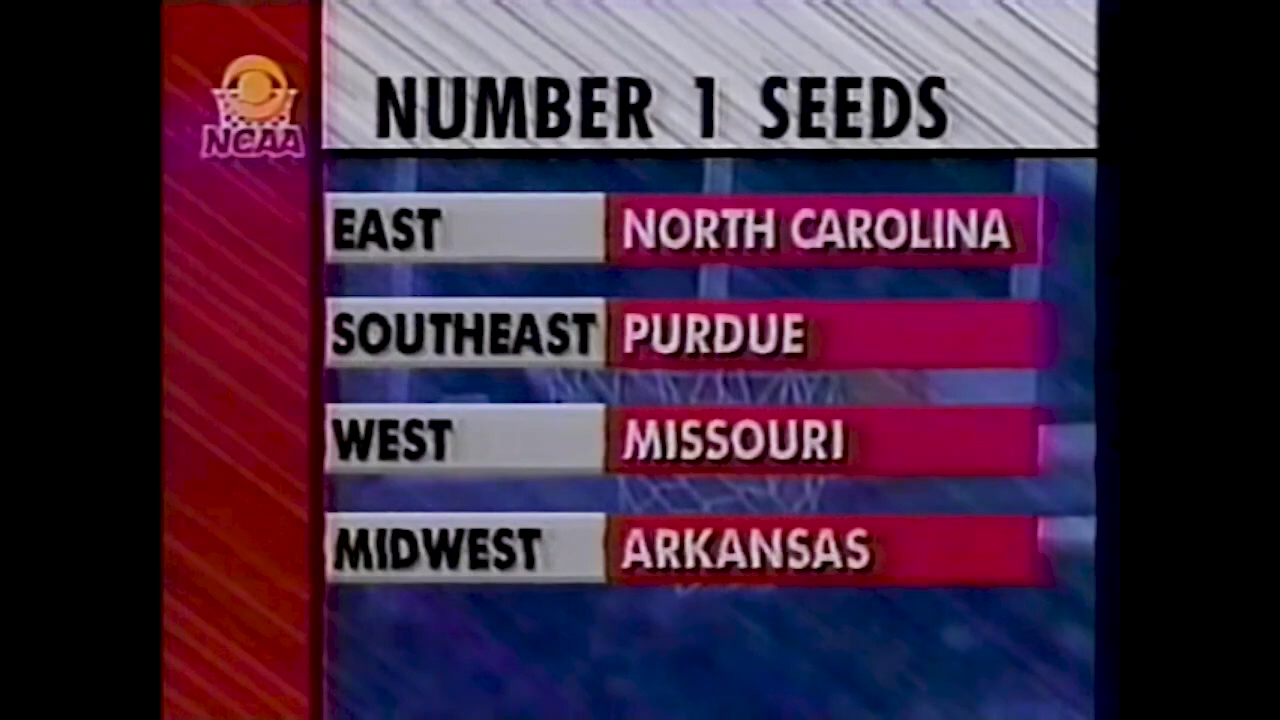 NCAA
NUMBER 1 SEEDS
EAST NORTH CAROLINA
SOUTHEAST PURDUE
WEST MISSOURI
MIDWEST ARKANSAS